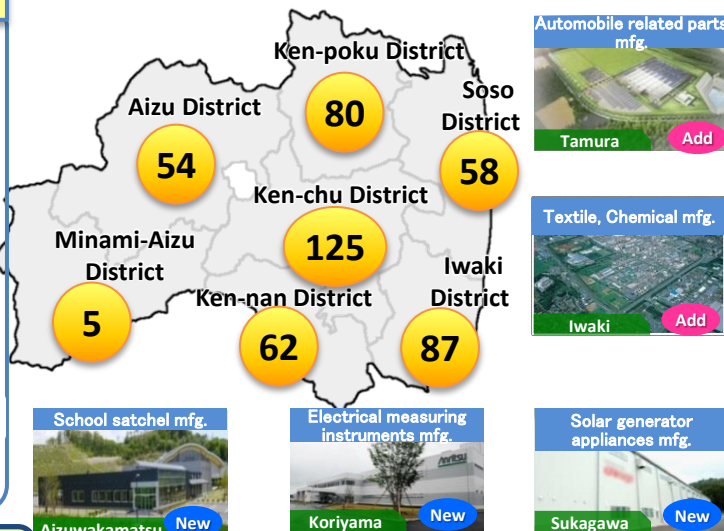 Ken-poku District
80
Soso
District
58
Aizu District
54
Ken-chu District
125
Minami-Aizu
District
5
Ken-nan District
62
Iwaki
District
87
Automobile related parts
mfg.
Tamura
Add
Textile, Chemical mfg.
Iwaki
Add
School satchel mfg.
Aizuwakamatsu
New
Electrical measuring
instruments mfg.
Anritsu
Koriyama
New
Solar generator
appliances mfg.
Sukagawa
New